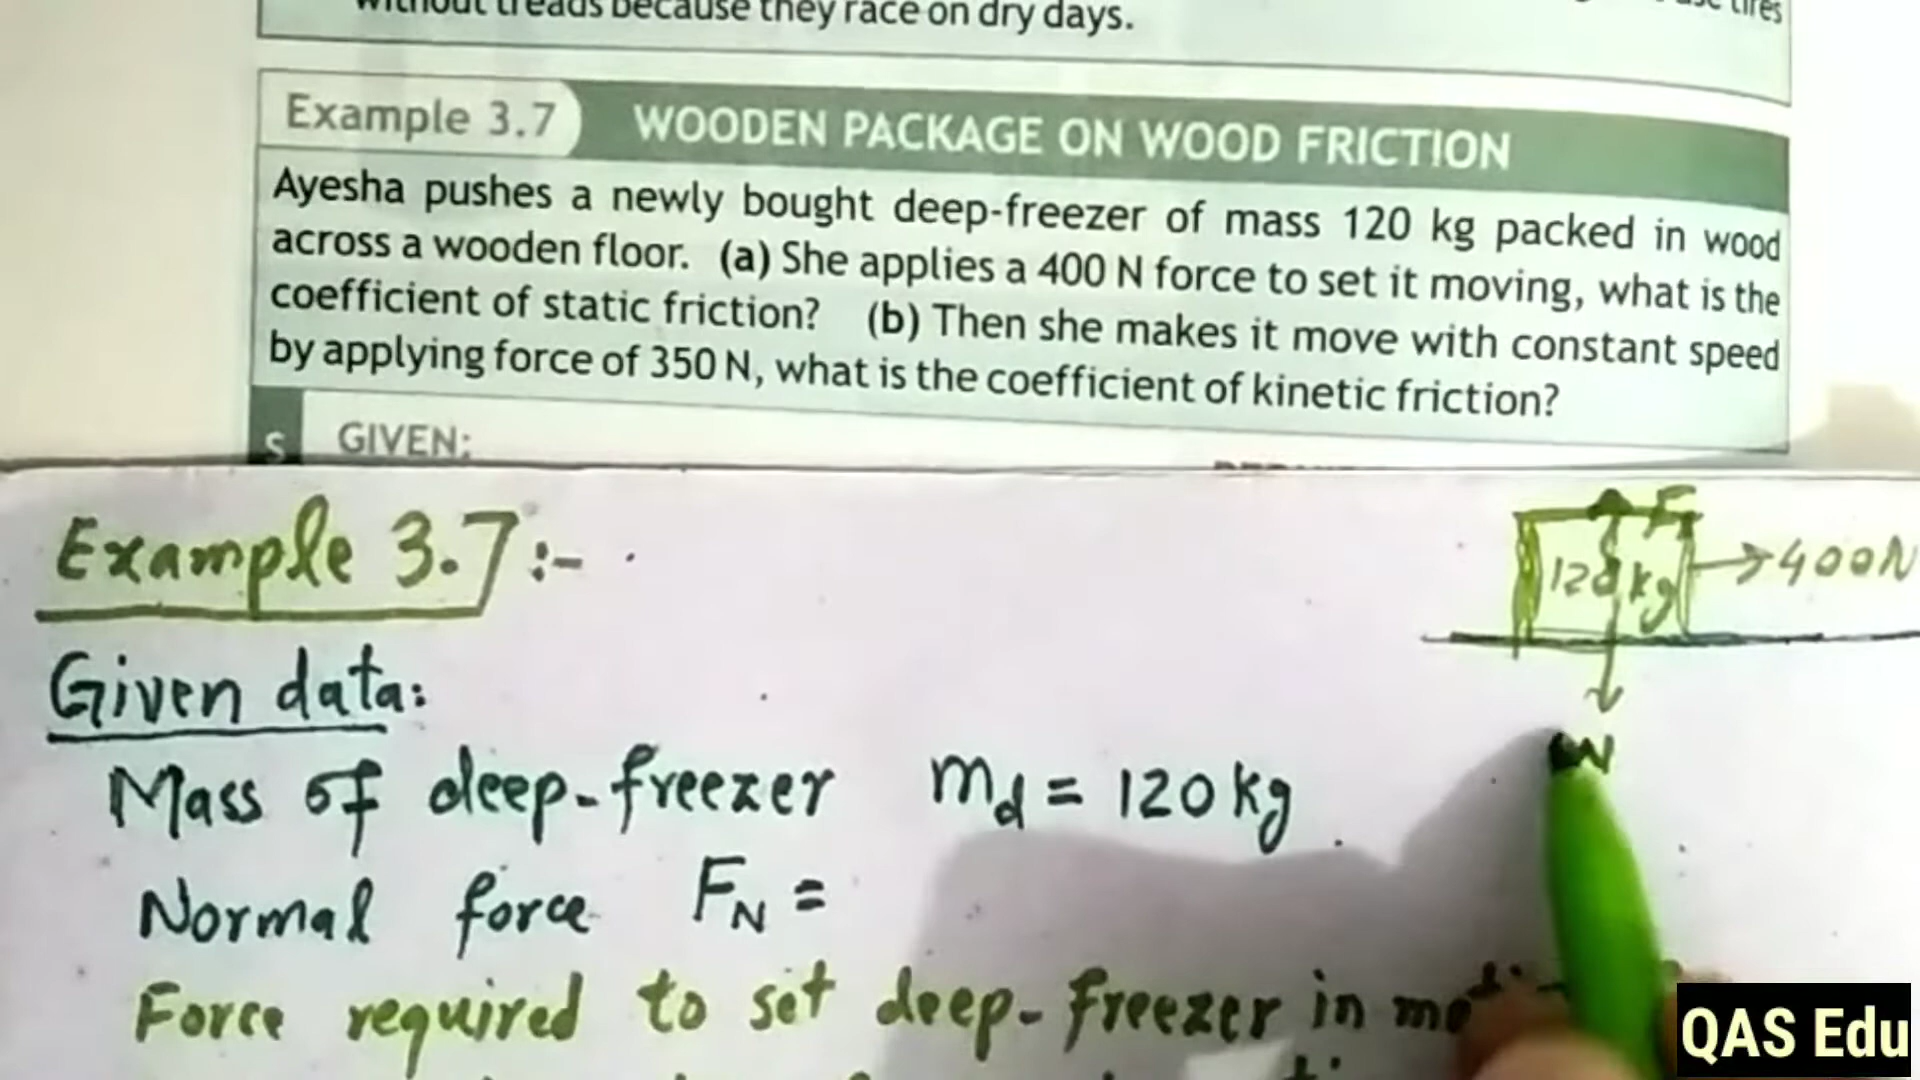 without treads because they race on dry days.
tires
Example 3.7 WOODEN PACKAGE ON WOOD FRICTION
Ayesha pushes a newly bought deep-freezer of mass 120 kg packed in wood
across a wooden floor. (a) She applies a 400 N force to set it moving, what is the
coefficient of static friction? (b) Then she makes it move with constant speed
by applying force of 350 N, what is the coefficient of kinetic friction?
S GIVEN:
Example 3.7:-
120 kg
400N
Given data:
W
Mass of deep-freezer md = 120 kg
Normal force FN =
Force required to set deep-freezer in
QAS Edu